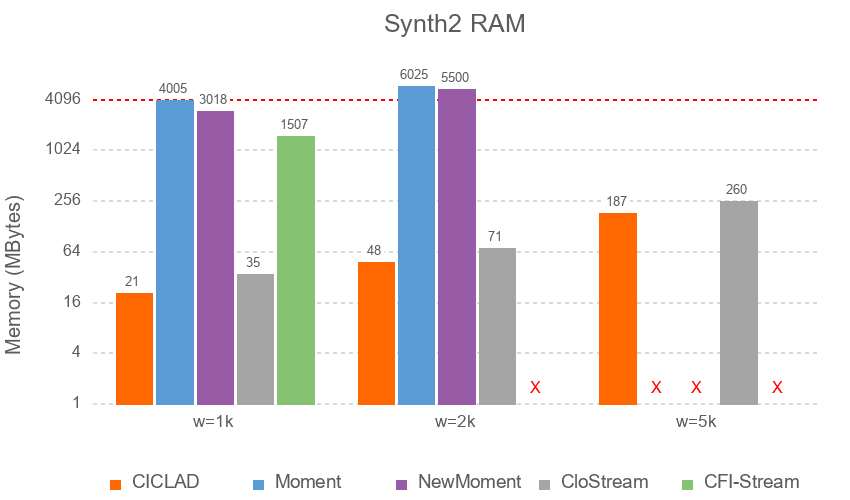 Synth2 RAM
Memory (MBytes)
4096
1024
256
64
16
4
1
21
4005
3018
35
1507
48
6025
5500
71
X
187
X
X
260
X
w=1k
w=2k
w=5k
CICLAD
Moment
NewMoment
CloStream
CFI-Stream